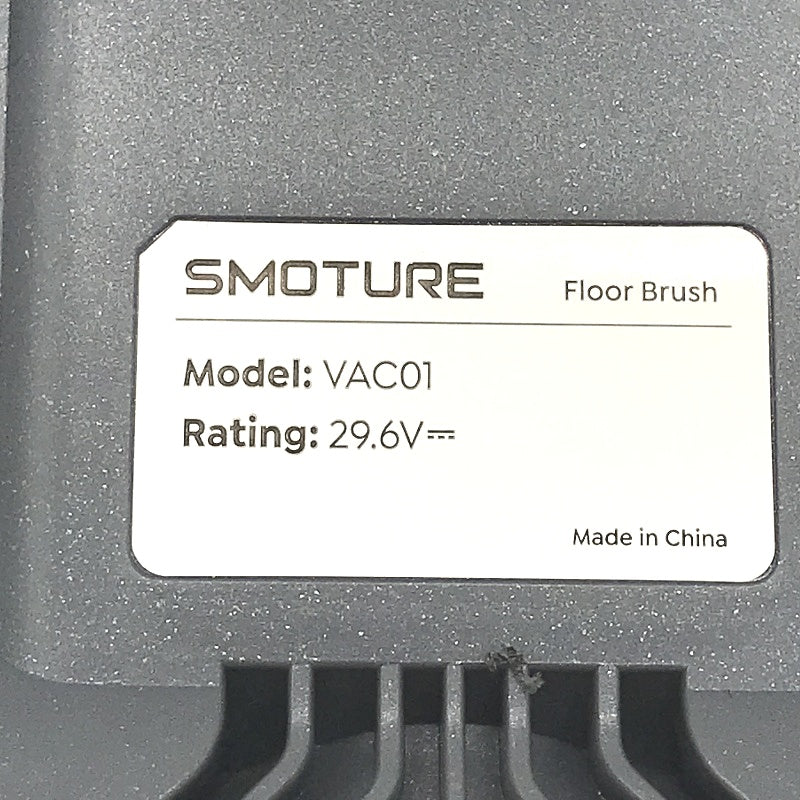 SMOTURE Floor Brush
Model: VAC01
Rating: 29.6V⎓
Made in China